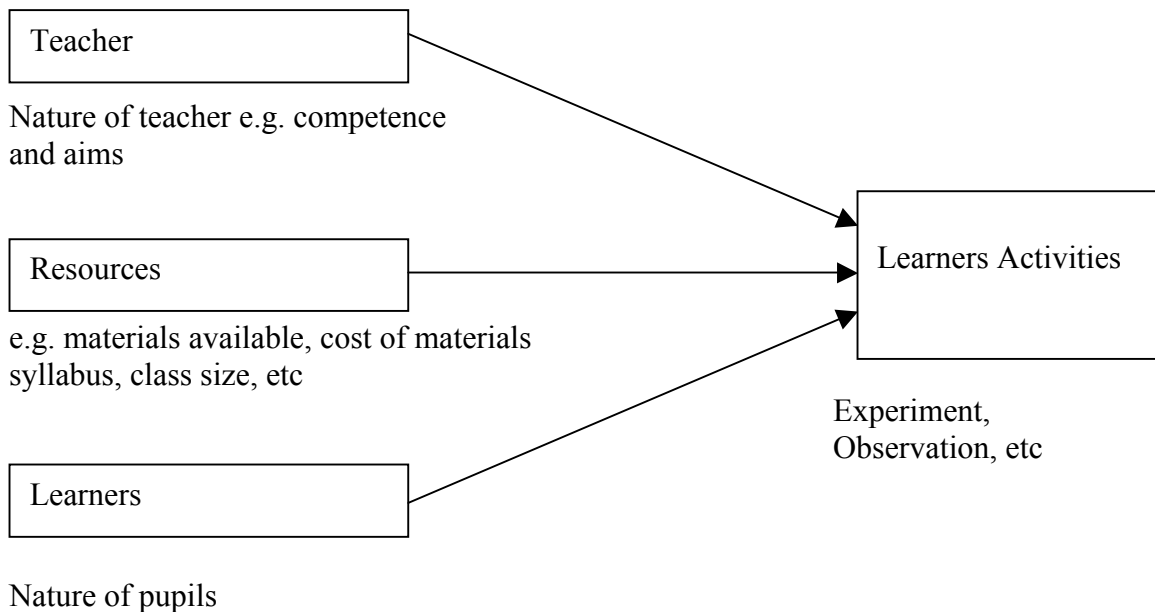 Teacher
Nature of teacher e.g. competence
and aims
Resources
e.g. materials available, cost of materials
syllabus, class size, etc
Learners
Nature of pupils
Learners Activities
Experiment,
Observation, etc